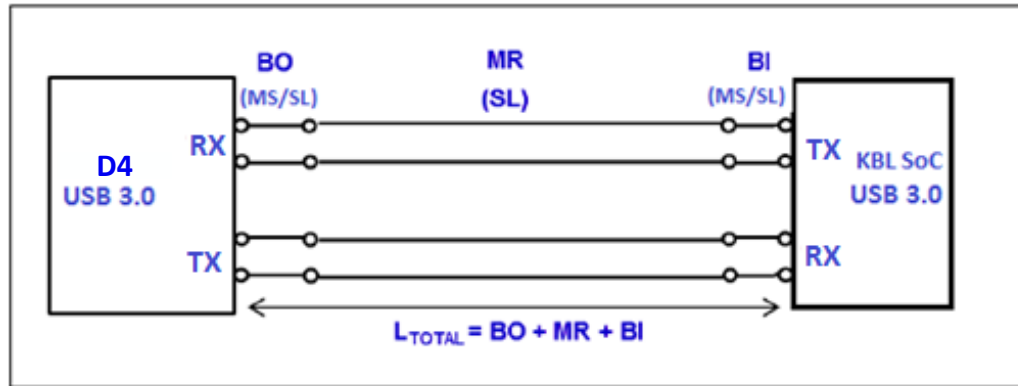 BO
(MS/SL)
MR
(SL)
BI
(MS/SL)
D4
USB 3.0
RX
TX
TX
RX
KBL SoC
USB 3.0
L_TOTAL = BO + MR + BI